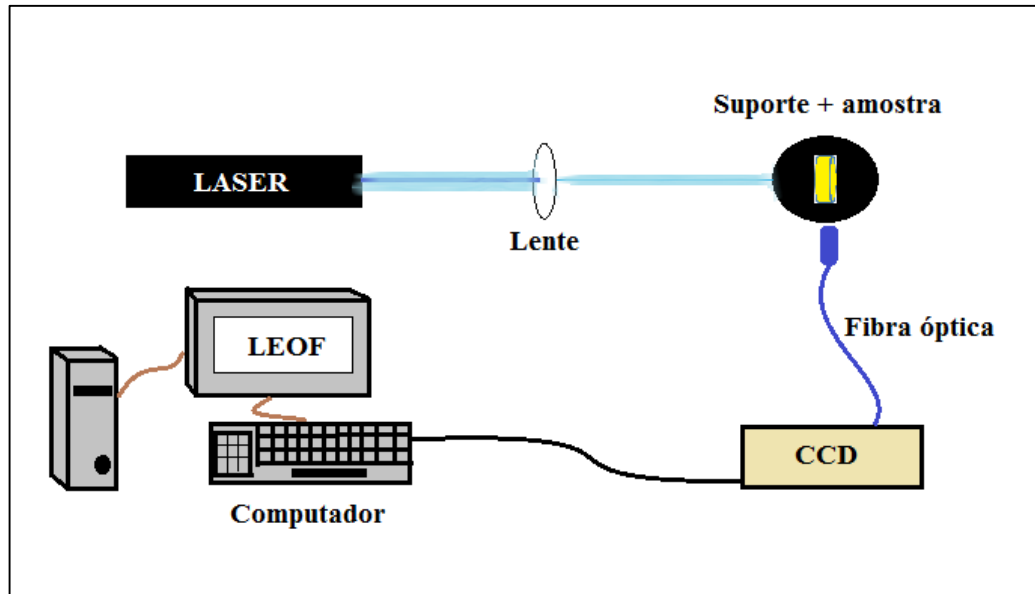 Suporte + amostra
LASER
Lente
Fibra óptica
LEOF
CCD
Computador